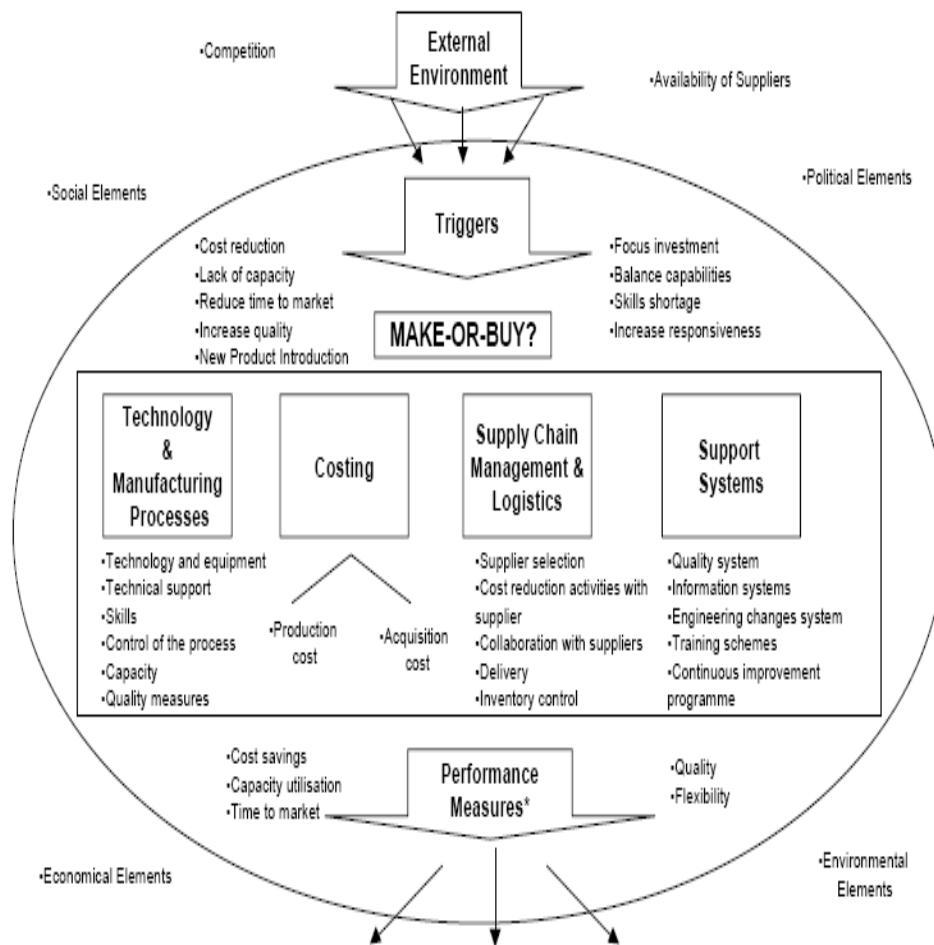 •Competition
External
Environment
•Availability of Suppliers
•Social Elements
•Political Elements
Triggers
•Cost reduction
•Lack of capacity
•Reduce time to market
•Increase quality
•New Product Introduction
•Focus investment
•Balance capabilities
•Skills shortage
•Increase responsiveness
MAKE-OR-BUY?
Technology
&
Manufacturing
Processes
•Technology and equipment
•Technical support
•Skills
•Control of the process
•Capacity
•Quality measures
Costing
•Production
cost
•Acquisition
cost
Supply Chain
Management &
Logistics
•Supplier selection
•Cost reduction activities with
supplier
•Collaboration with suppliers
•Delivery
•Inventory control
Support
Systems
•Quality system
•Information systems
•Engineering changes system
•Training schemes
•Continuous improvement
programme
•Cost savings
•Capacity utilisation
•Time to market
Performance
Measures*
•Quality
•Flexibility
•Economical Elements
•Environmental
Elements